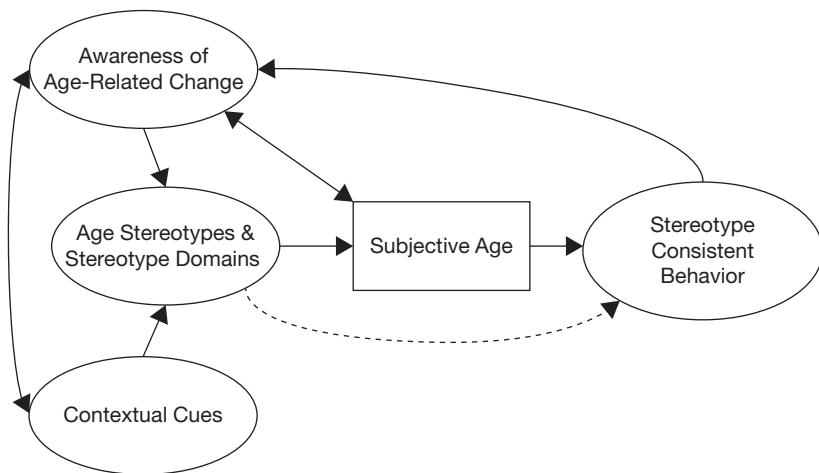 Awareness of
Age-Related Change
Age Stereotypes &
Stereotype Domains
Subjective Age
Stereotype
Consistent
Behavior
Contextual Cues